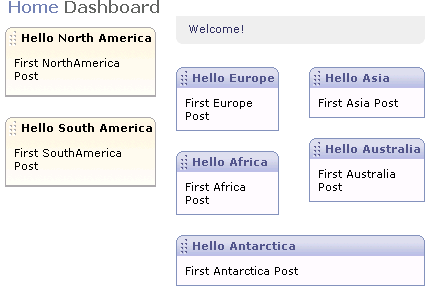 Home Dashboard
Welcome!
Hello North America
First NorthAmerica
Post
Hello South America
First SouthAmerica
Post
Hello Europe
First Europe
Post
Hello Africa
First Africa
Post
Hello Asia
First Asia Post
Hello Australia
First Australia
Post
Hello Antarctica
First Antarctica Post